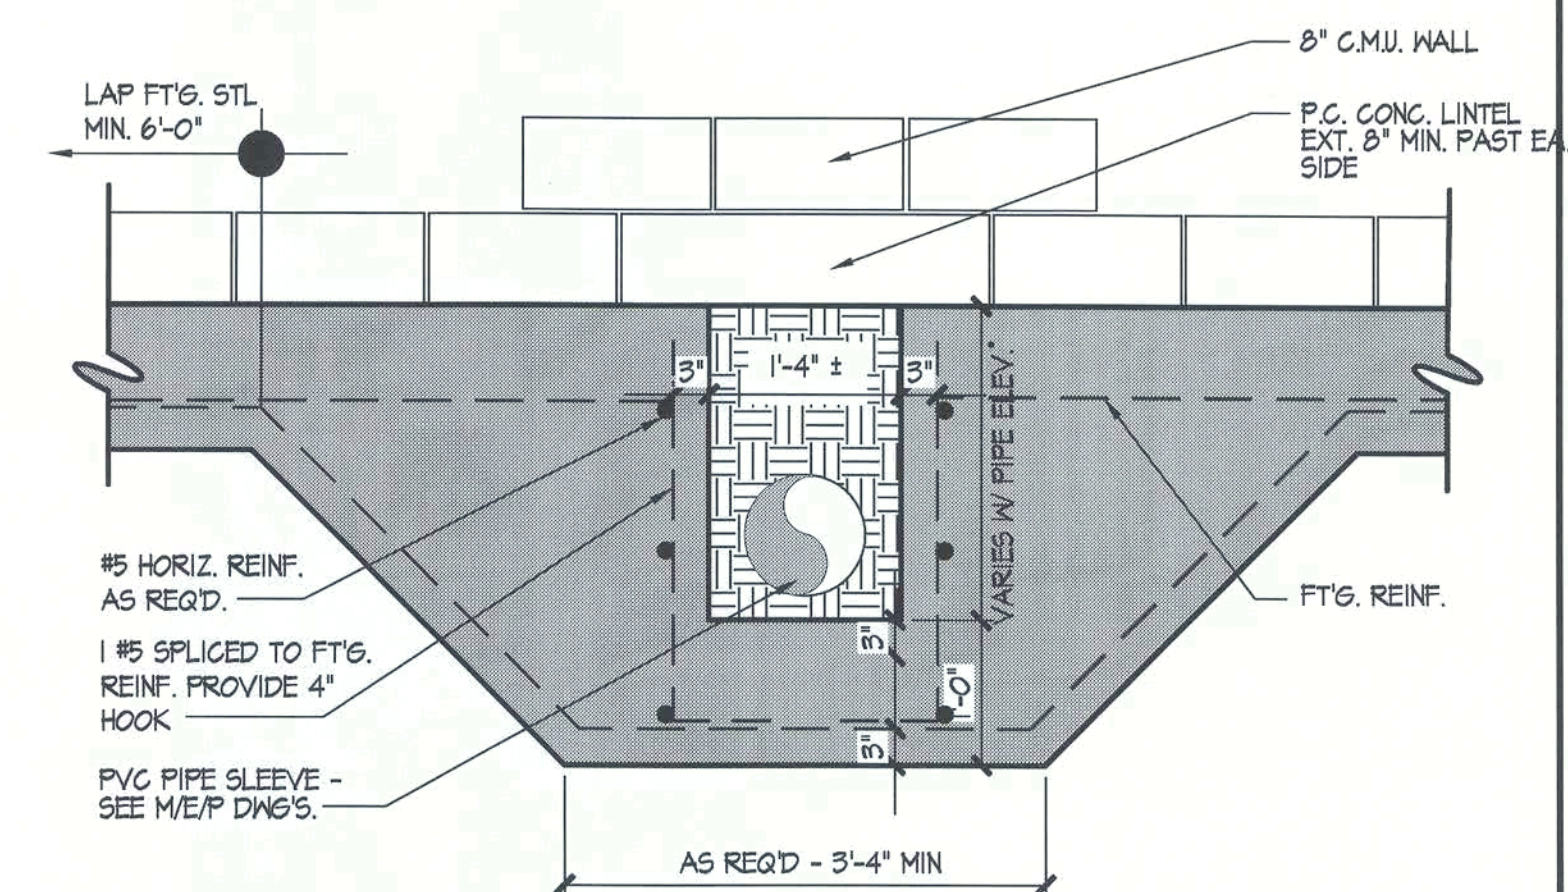 8" C.M.U. WALL
LAP FT'G. STL
MIN. 6'-0"
P.C. CONC. LINTEL
EXT. 8" MIN. PAST EA.
SIDE
3"
1'-4" ±
3"
VARIES W/ PIPE ELEV.*
#5 HORIZ. REINF.
AS REQ'D.
FT'G. REINF.
1 #5 SPLICED TO FT'G.
REINF. PROVIDE 4"
HOOK
3"
1'-0"
3"
PVC PIPE SLEEVE -
SEE M/E/P DWG'S.
AS REQ'D - 3'-4" MIN